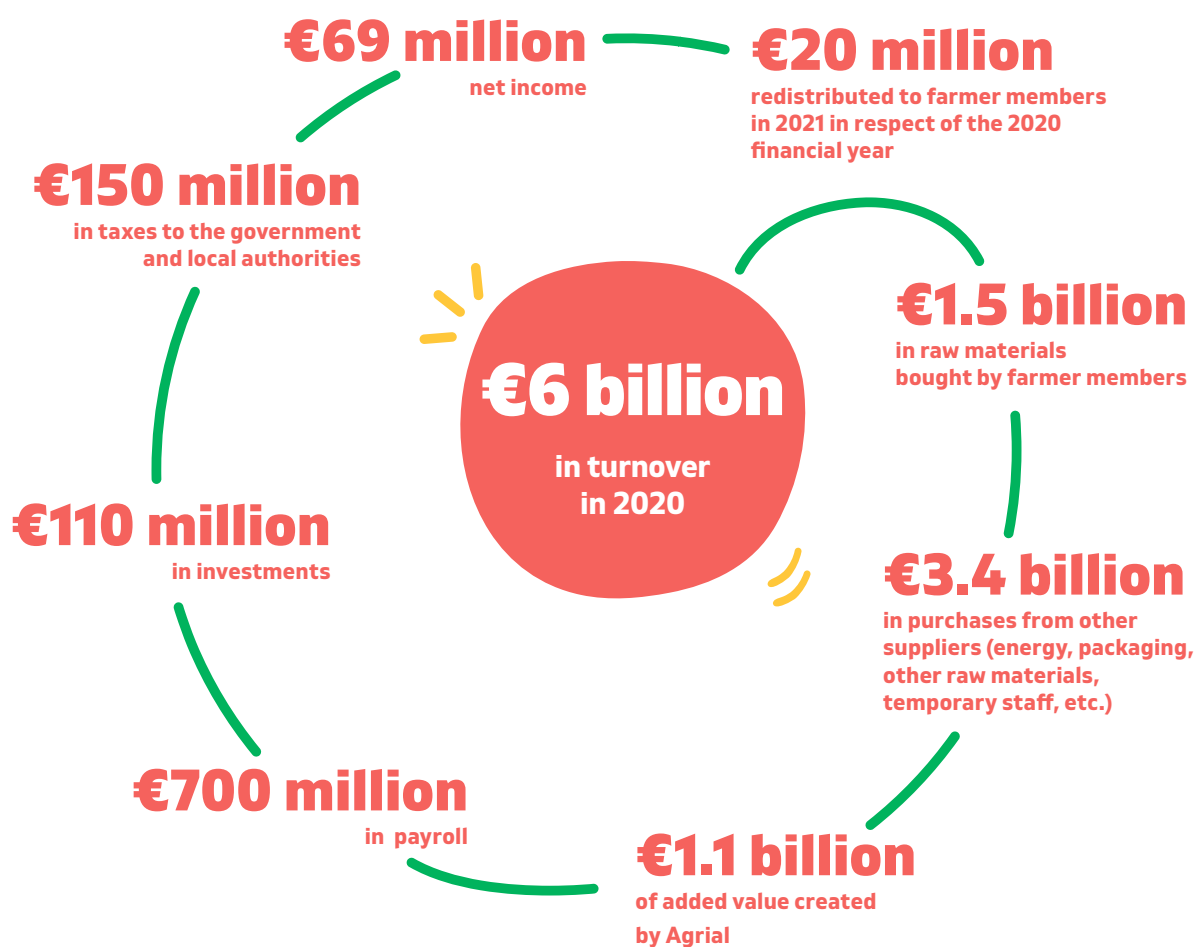 €69 million
net income
€20 million
redistributed to farmer members
in 2021 in respect of the 2020
financial year
€150 million
in taxes to the government
and local authorities
€1.5 billion
in raw materials
bought by farmer members
€6 billion
in turnover
in 2020
€110 million
in investments
€3.4 billion
in purchases from other
suppliers (energy, packaging,
other raw materials,
temporary staff, etc.)
€700 million
in payroll
€1.1 billion
of added value created
by Agrial